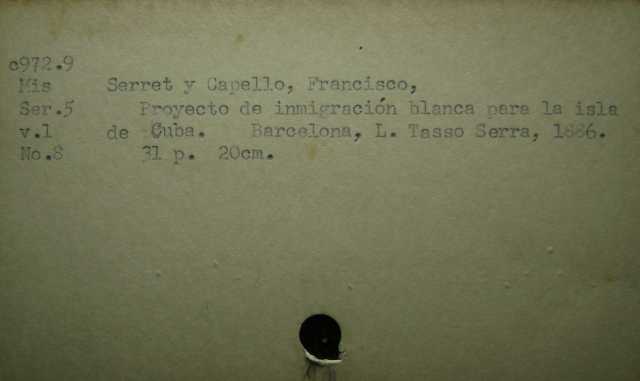 c972.9
Mis Serret y Capello, Francisco,
Ser.5 Proyecto de inmigración blanca para la isla
v.1 de Cuba. Barcelona, L. Tasso Serra, 1886.
No.8 31 p. 20cm.